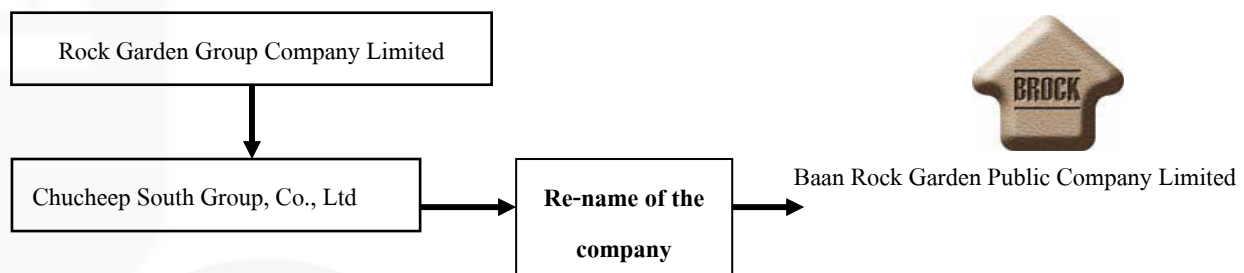 Rock Garden Group Company Limited
BROCK
Chucheep South Group, Co., Ltd
Re-name of the
company
Baan Rock Garden Public Company Limited